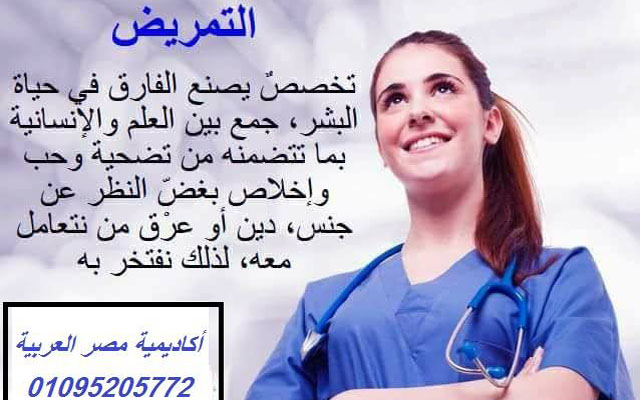 التمريض
تخصصٌ يصنع الفارق في حياة
البشر، جمع بين العلم والإنسانية
بما تتضمنه من تضحية وحب
وإخلاص بغضّ النظر عن
جنس، دين أو عرْق من نتعامل
معه، لذلك نفتخر به
أكاديمية مصر العربية
01095205772